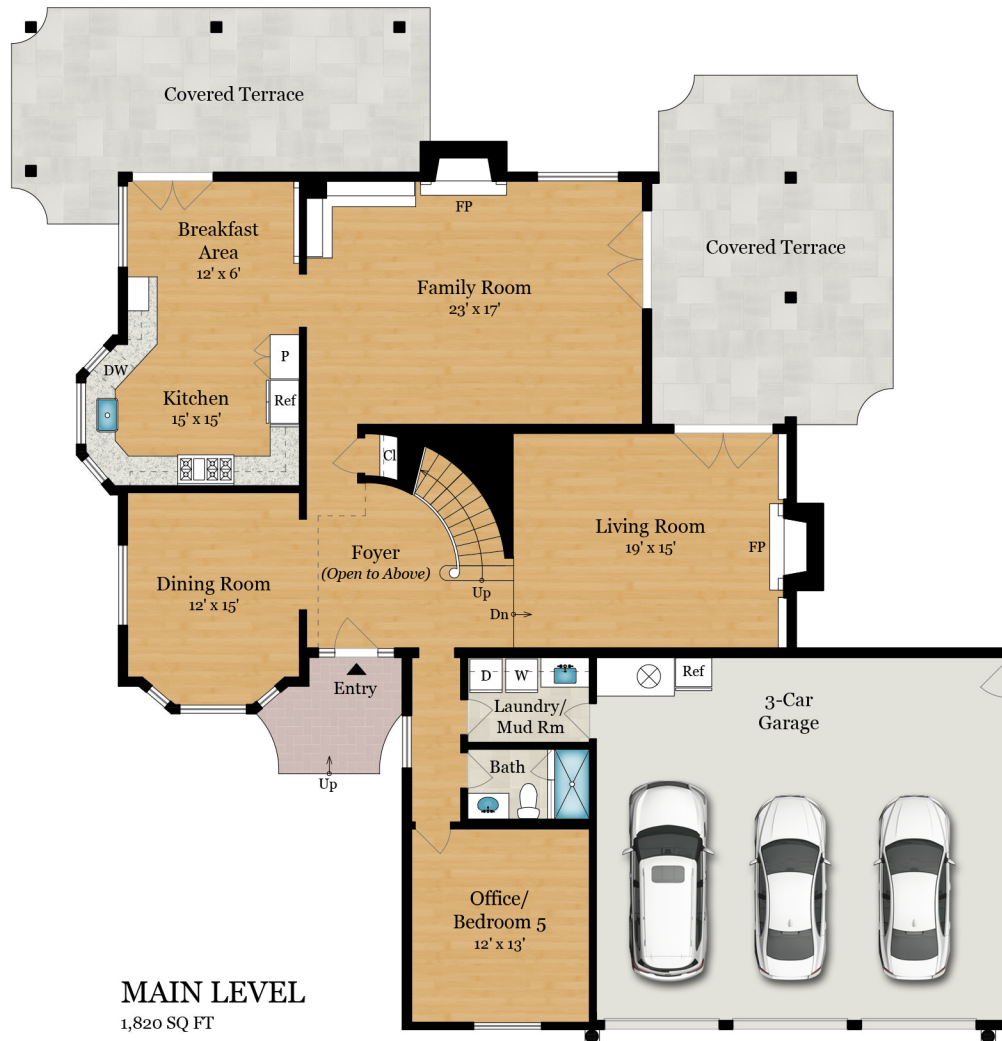 Covered Terrace
FP
Breakfast
Area
12' x 6'
Family Room
23' x 17'
Covered Terrace
P
DW
Kitchen
15' x 15'
Ref
Cl
Living Room
19' x 15'
FP
Foyer
(Open to Above)
Dining Room
12' x 15'
Up
Dn
Entry
Up
D
W
Ref
Laundry/
Mud Rm
3-Car
Garage
Bath
Office/
Bedroom 5
12' x 13'
MAIN LEVEL
1,820 SQ FT